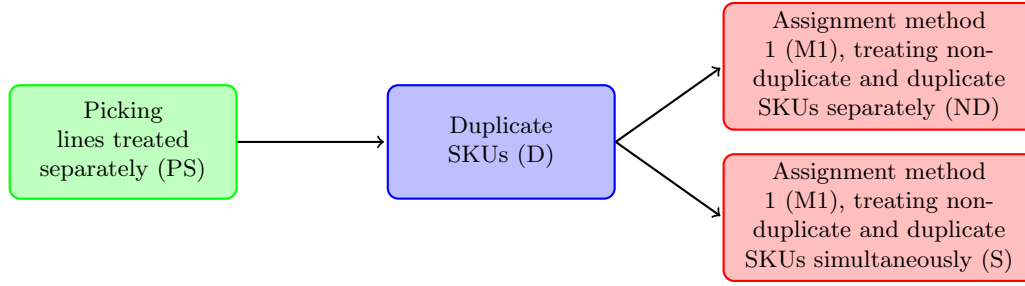 Picking
lines treated
separately (PS)
Duplicate
SKUs (D)
Assignment method
1 (M1), treating non-
duplicate and duplicate
SKUs separately (ND)
Assignment method
1 (M1), treating non-
duplicate and duplicate
SKUs simultaneously (S)